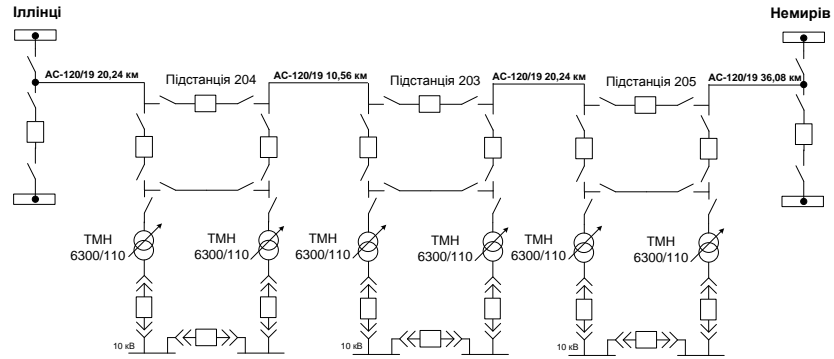 Іллінці
Немирів
АС-120/19 20,24 км
Підстанція 204
АС-120/19 10,56 км
Підстанція 203
АС-120/19 20,24 км
Підстанція 205
АС-120/19 36,08 км
ТМН
6300/110
ТМН
6300/110
ТМН
6300/110
ТМН
6300/110
ТМН
6300/110
ТМН
6300/110
10 кВ
10 кВ
10 кВ